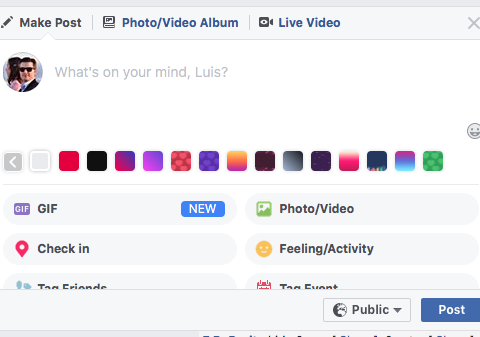 Make Post Photo/Video Album Live Video
What's on your mind, Luis?
GIF NEW Photo/Video
GIF
Check in Feeling/Activity
Tag Friends Tag Event
Public Post